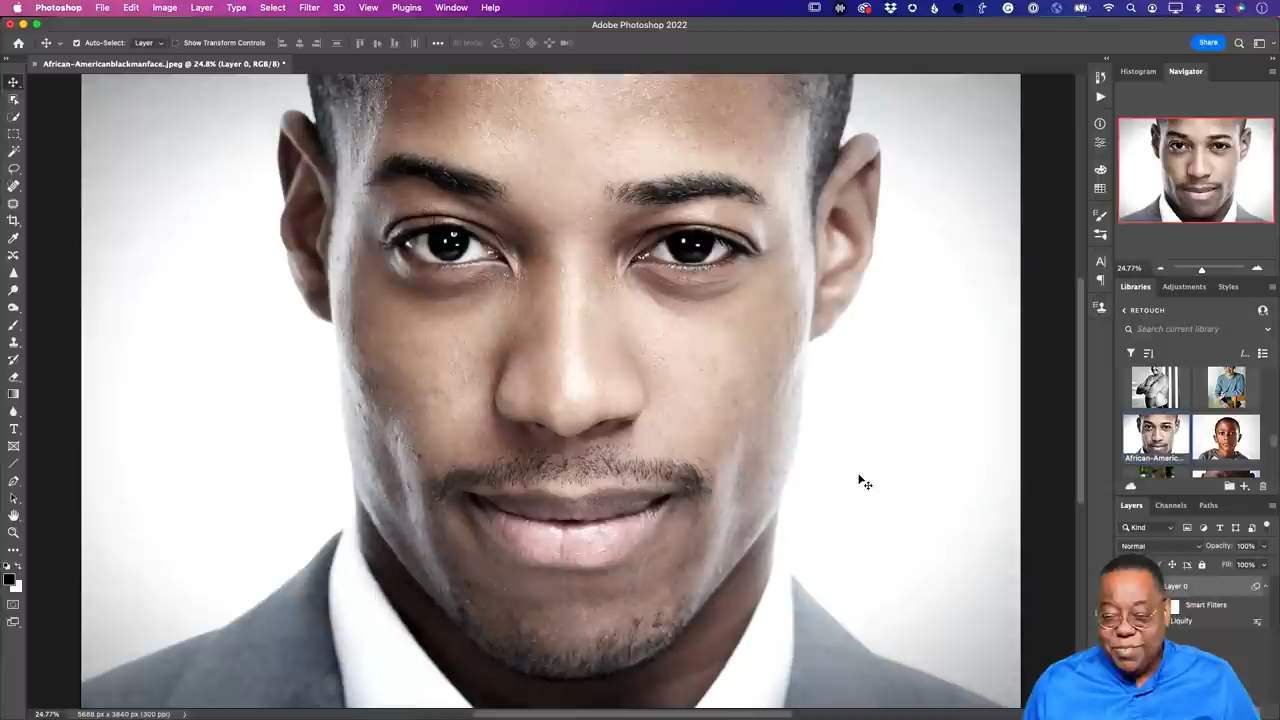 Photoshop File Edit Image Layer Type Select Filter 3D View Plugins Window Help
Adobe Photoshop 2022
Auto-Select: Layer Show Transform Controls 3D Mode: Share
African-Americanblackmanface.jpeg @ 24.8% (Layer 0, RGB/8) *
Histogram Navigator
24.77%
Libraries Adjustments Styles
RETOUCH
Search current library
African-Americ...
Layers Channels Paths
Kind
Normal Opacity: 100%
Fill: 100%
Layer 0
Smart Filters
Liquify
24.77% 5688 px x 3840 px (300 ppi)